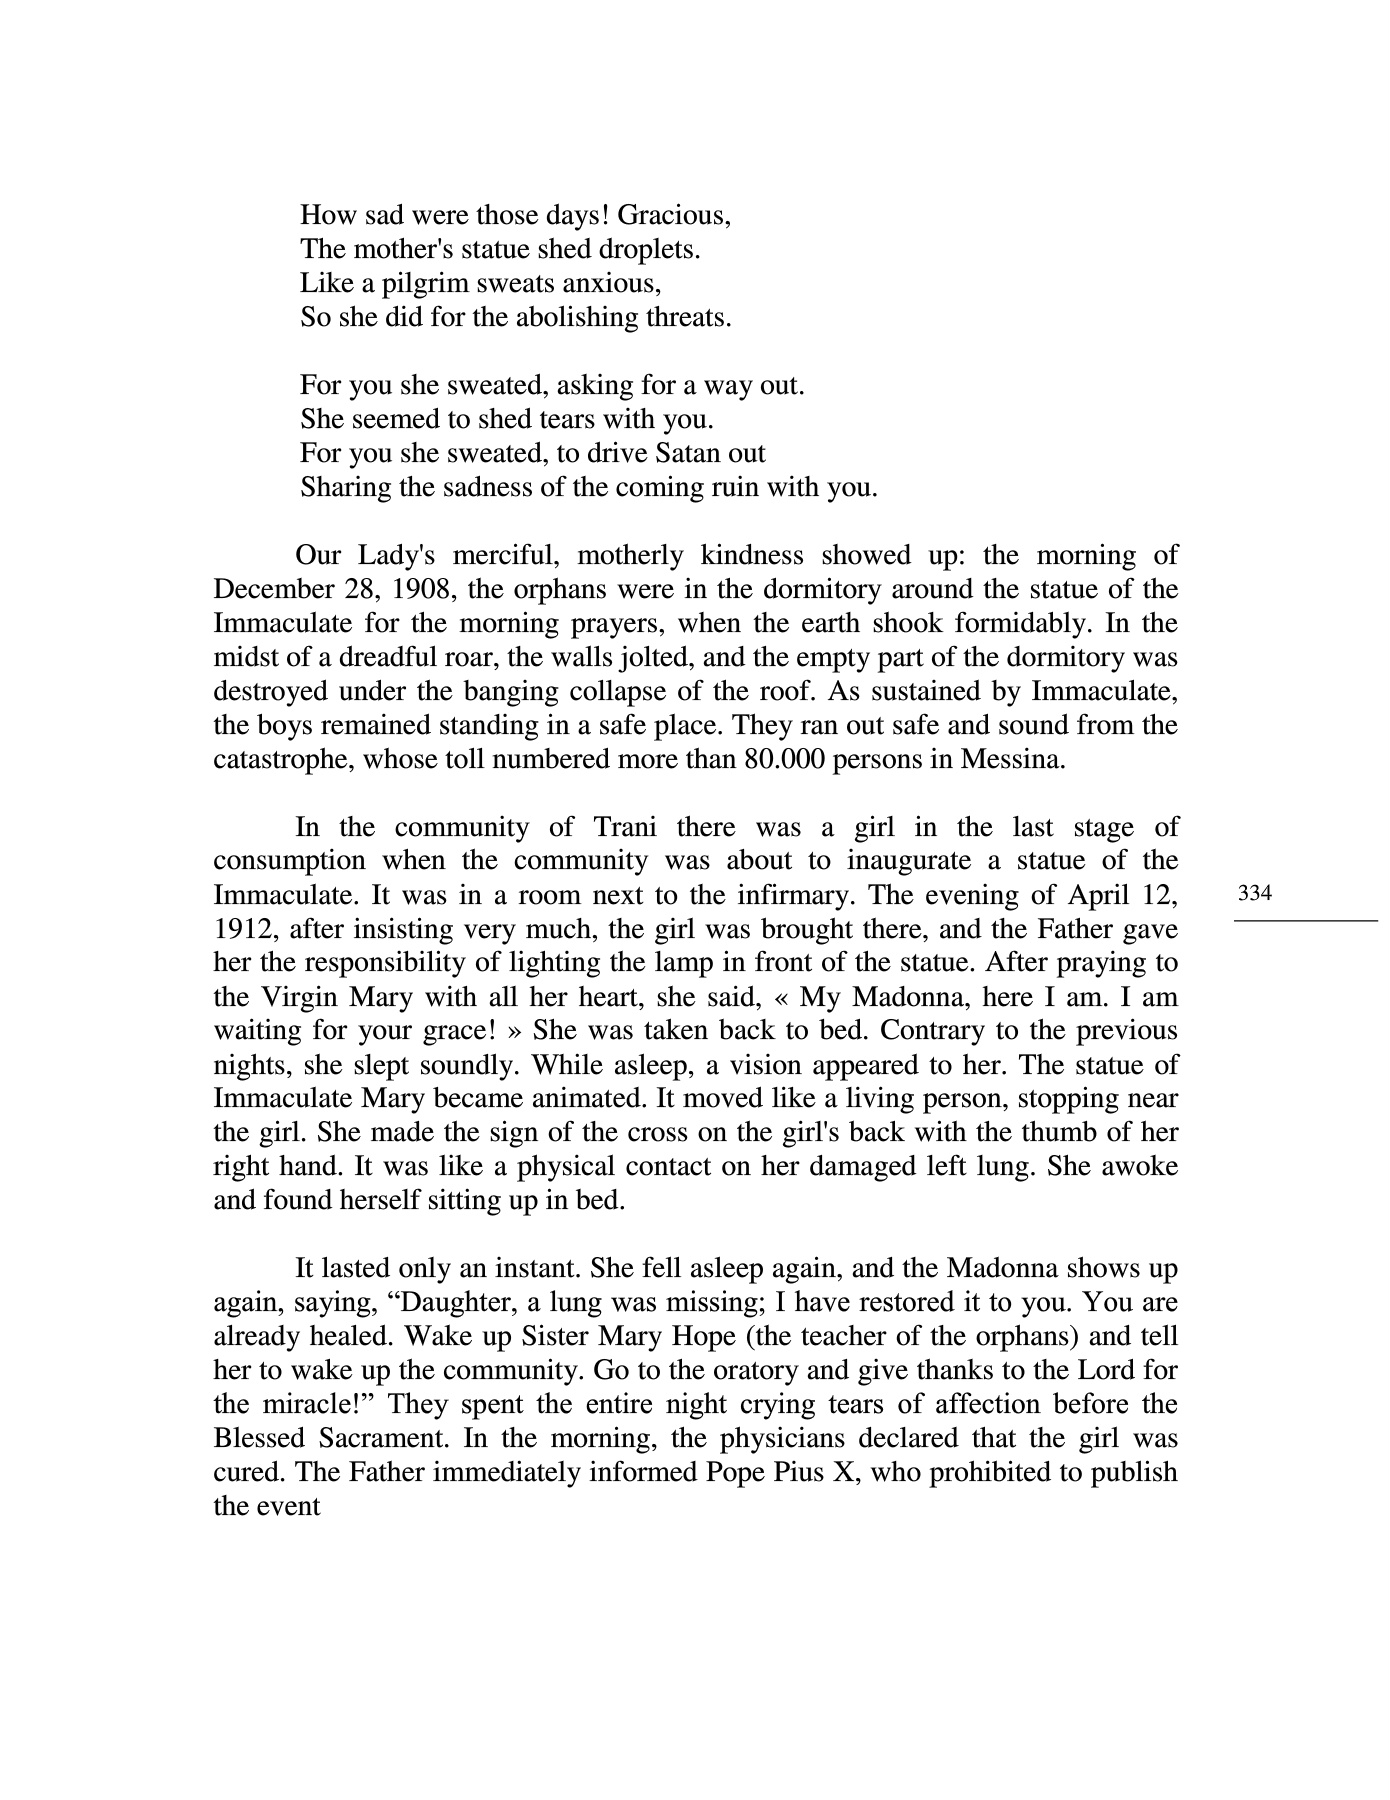 How sad were those days! Gracious,
The mother's statue shed droplets.
Like a pilgrim sweats anxious,
So she did for the abolishing threats.
For you she sweated, asking for a way out.
She seemed to shed tears with you.
For you she sweated, to drive Satan out
Sharing the sadness of the coming ruin with you.
Our Lady's merciful, motherly kindness showed up: the morning of
December 28, 1908, the orphans were in the dormitory around the statue of the
Immaculate for the morning prayers, when the earth shook formidably. In the
midst of a dreadful roar, the walls jolted, and the empty part of the dormitory was
destroyed under the banging collapse of the roof. As sustained by Immaculate,
the boys remained standing in a safe place. They ran out safe and sound from the
catastrophe, whose toll numbered more than 80.000 persons in Messina.
In the community of Trani there was a girl in the last stage of
consumption when the community was about to inaugurate a statue of the
Immaculate. It was in a room next to the infirmary. The evening of April 12,
1912, after insisting very much, the girl was brought there, and the Father gave
her the responsibility of lighting the lamp in front of the statue. After praying to
the Virgin Mary with all her heart, she said, « My Madonna, here I am. I am
waiting for your grace! » She was taken back to bed. Contrary to the previous
nights, she slept soundly. While asleep, a vision appeared to her. The statue of
Immaculate Mary became animated. It moved like a living person, stopping near
the girl. She made the sign of the cross on the girl's back with the thumb of her
right hand. It was like a physical contact on her damaged left lung. She awoke
and found herself sitting up in bed.
It lasted only an instant. She fell asleep again, and the Madonna shows up
again, saying, “Daughter, a lung was missing; I have restored it to you. You are
already healed. Wake up Sister Mary Hope (the teacher of the orphans) and tell
her to wake up the community. Go to the oratory and give thanks to the Lord for
the miracle!” They spent the entire night crying tears of affection before the
Blessed Sacrament. In the morning, the physicians declared that the girl was
cured. The Father immediately informed Pope Pius X, who prohibited to publish
the event
334